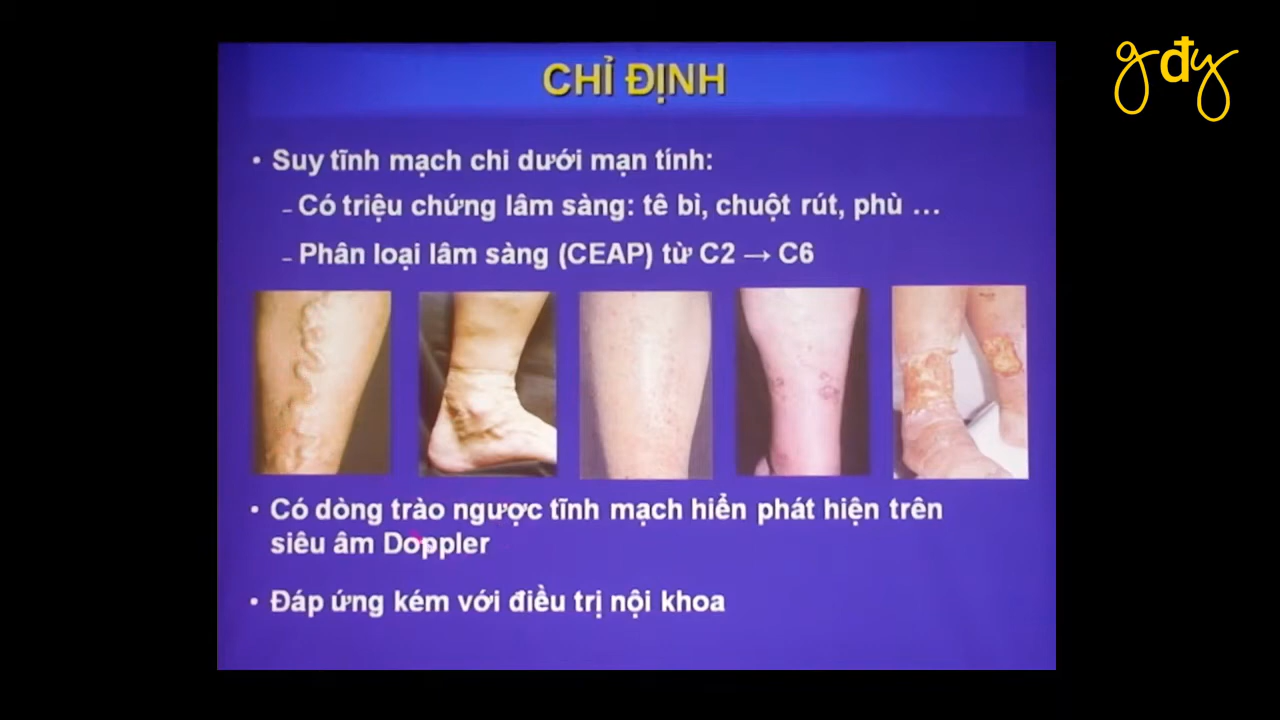 gđy
CHỈ ĐỊNH
• Suy tĩnh mạch chi dưới mạn tính:
– Có triệu chứng lâm sàng: tê bì, chuột rút, phù ...
– Phân loại lâm sàng (CEAP) từ C2 → C6
• Có dòng trào ngược tĩnh mạch hiển phát hiện trên
siêu âm Doppler
• Đáp ứng kém với điều trị nội khoa